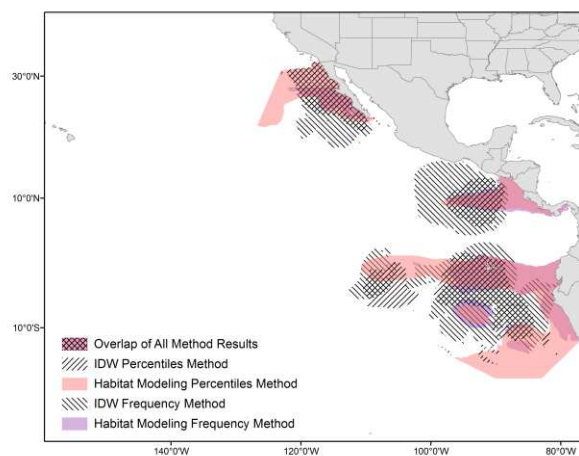 30°0'N
10°0'N
10°0'S
Overlap of All Method Results
IDW Percentiles Method
Habitat Modeling Percentiles Method
IDW Frequency Method
Habitat Modeling Frequency Method
140°0'W 120°0'W 100°0'W 80°0'W